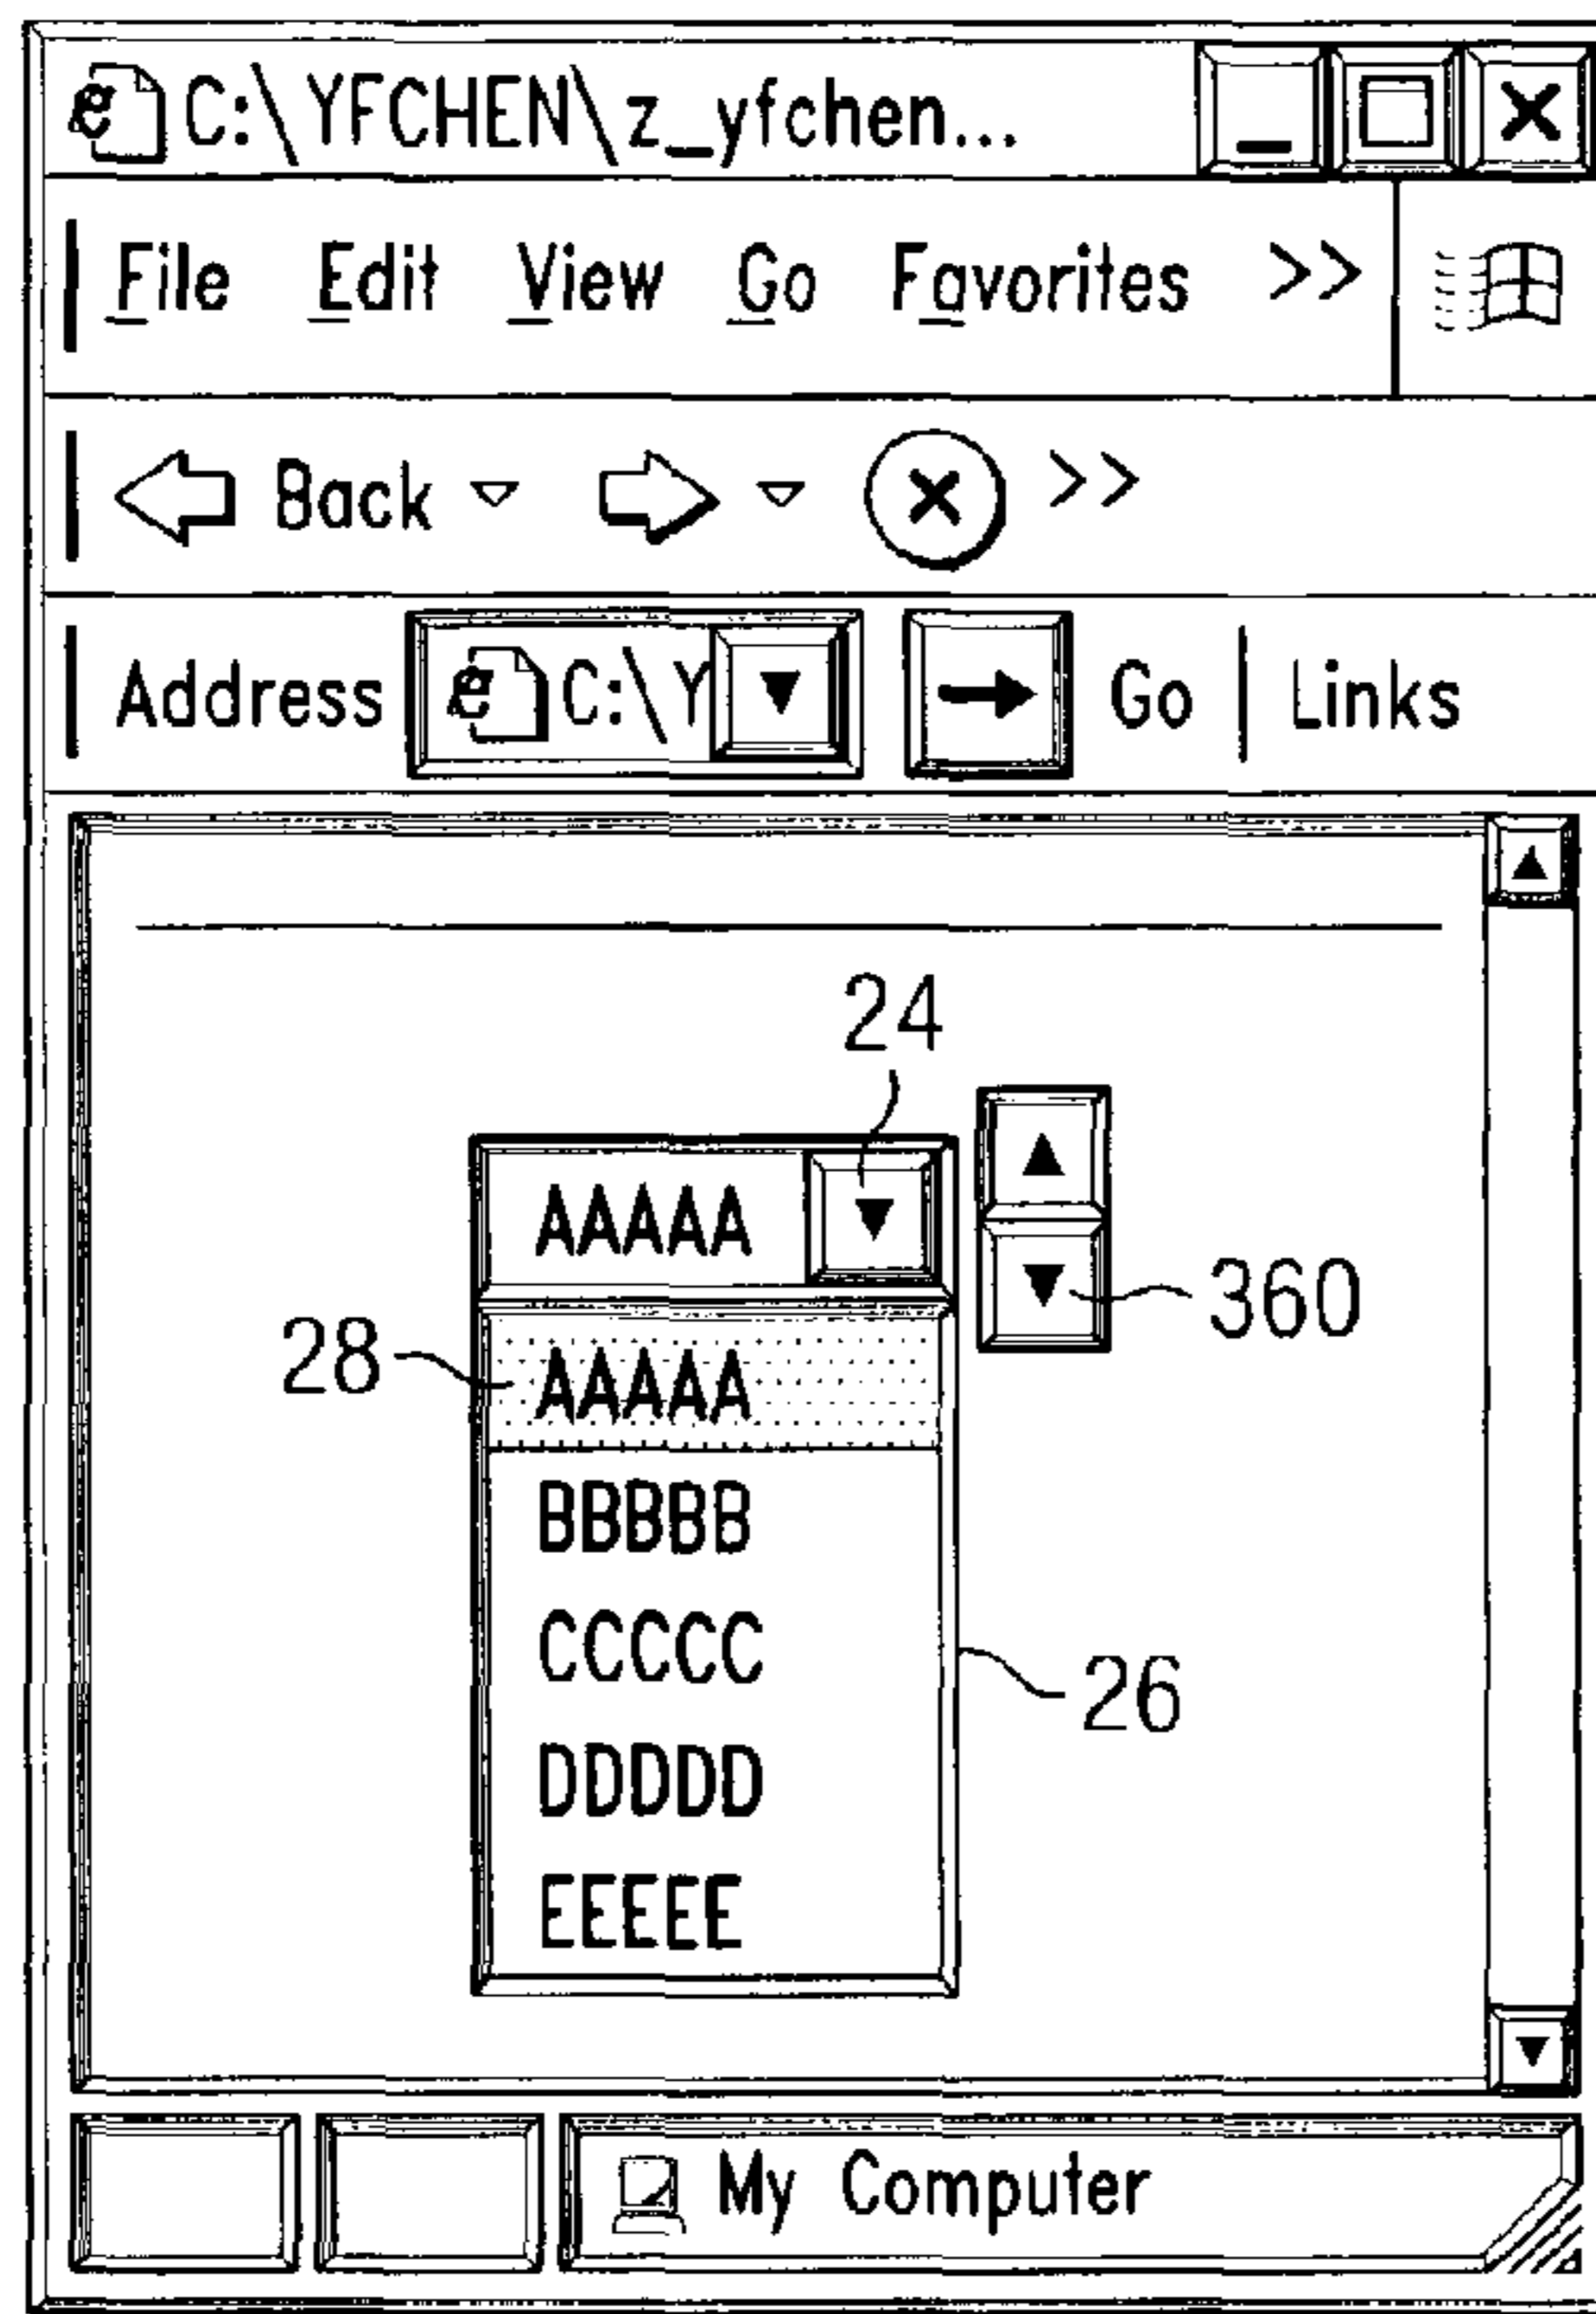 C:\YFCHEN\z_yfchen...
File Edit View Go Favorites >>
Back >>
Address C:\Y Go Links
24
AAAAA
360
28
AAAAA
BBBBB
CCCCC
26
DDDDD
EEEEE
My Computer